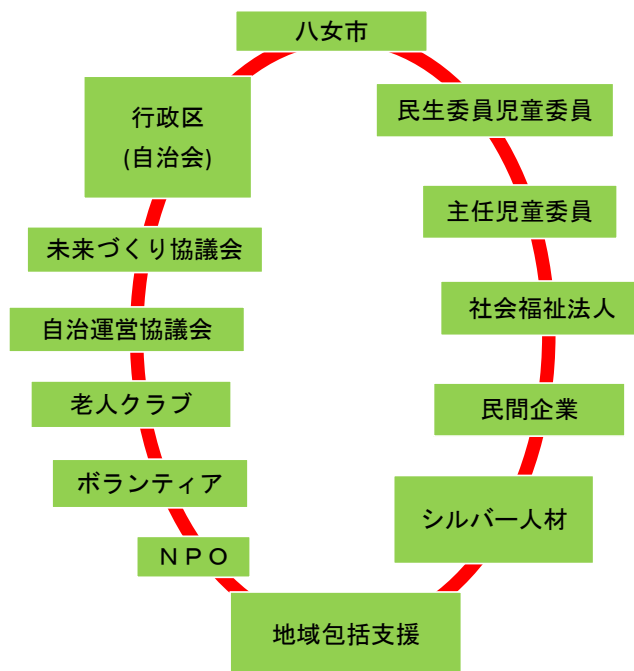 八女市
行政区
(自治会)
民生委員児童委員
主任児童委員
未来づくり協議会
社会福祉法人
自治運営協議会
老人クラブ
民間企業
ボランティア
シルバー人材
ＮＰＯ
地域包括支援